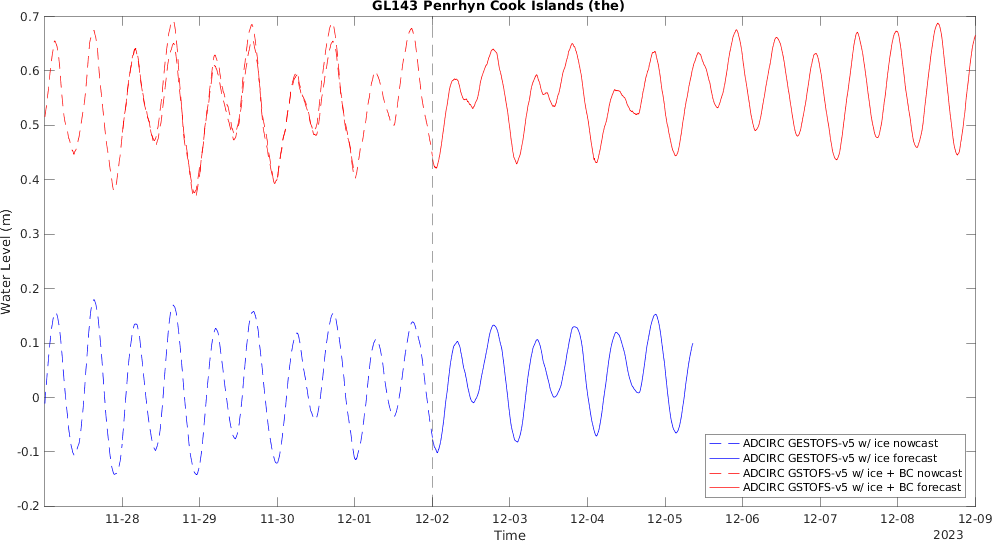 GL143 Penrhyn Cook Islands (the)
0.7
0.6
0.5
0.4
0.3
0.2
0.1
0
-0.1
-0.2
Water Level (m)
11-28 11-29 11-30 12-01 12-02 12-03 12-04 12-05 12-06 12-07 12-08 12-09
Time
2023
ADCIRC GESTOFS-v5 w/ ice nowcast
ADCIRC GESTOFS-v5 w/ ice forecast
ADCIRC GSTOFS-v5 w/ ice + BC nowcast
ADCIRC GSTOFS-v5 w/ ice + BC forecast